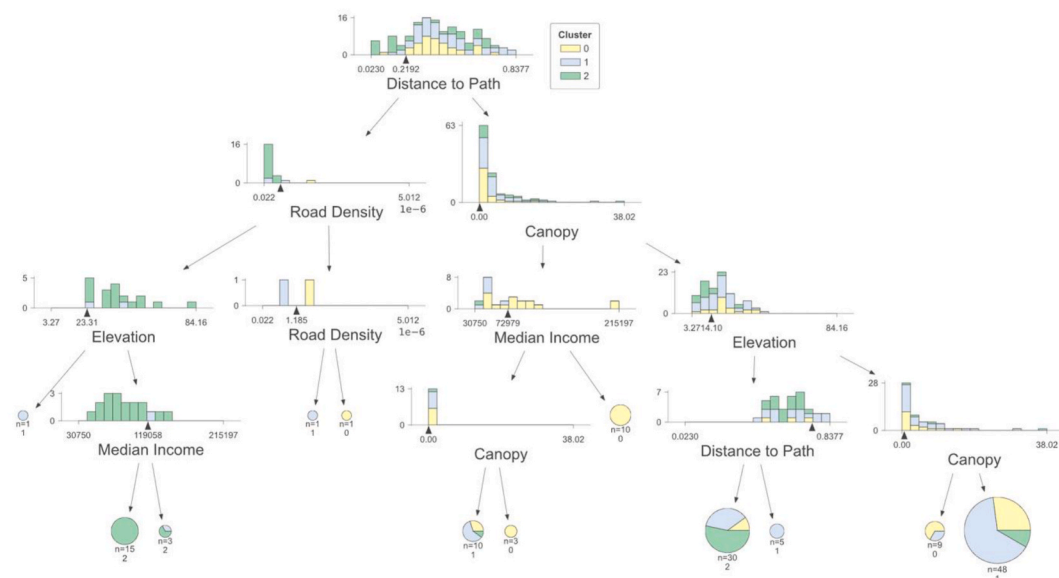 16
0
0.0230 0.2192 0.8377
Distance to Path
Cluster
0
1
2
16
0
0.022 5.012
1e-6
Road Density
63
0
0.00 38.02
Canopy
5
0
3.27 23.31 84.16
Elevation
1
0
0.022 1.185 5.012
1e-6
Road Density
8
0
30750 72979 215197
Median Income
23
0
3.2714.10 84.16
Elevation
n=1
1
3
0
30750 119058 215197
Median Income
n=1
1
n=1
0
13
0
0.00 38.02
Canopy
n=10
0
7
0
0.0230 0.8377
Distance to Path
28
0
0.00 38.02
Canopy
n=15
2
n=3
2
n=10
1
n=3
0
n=30
2
n=5
1
n=9
0
n=48